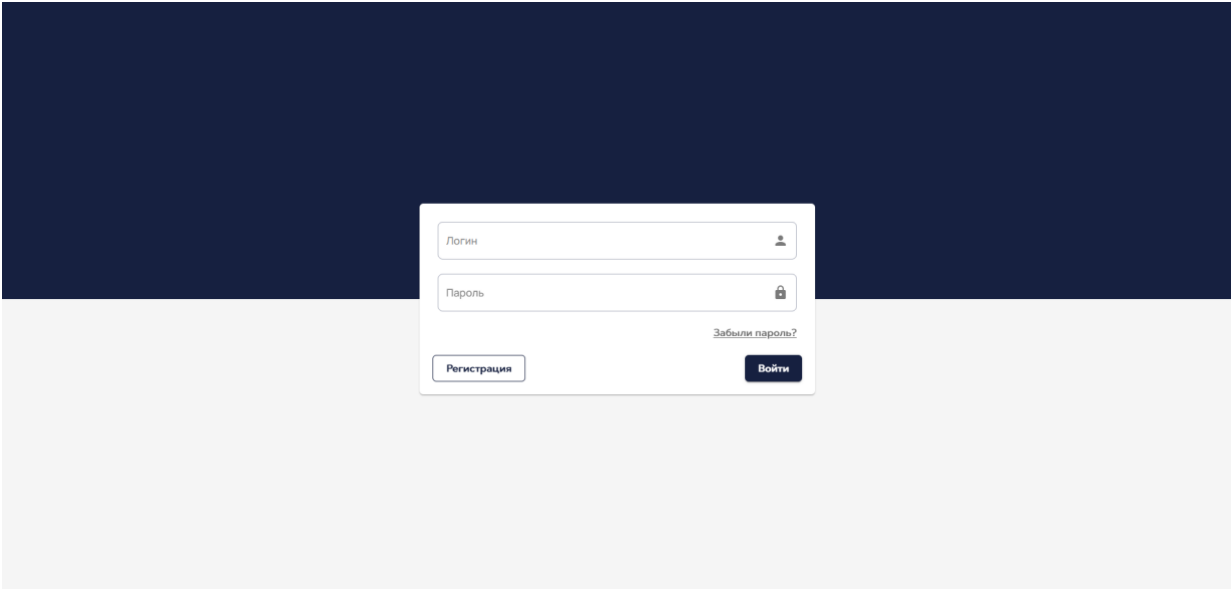 Логин
Пароль
Забыли пароль?
Регистрация
Войти